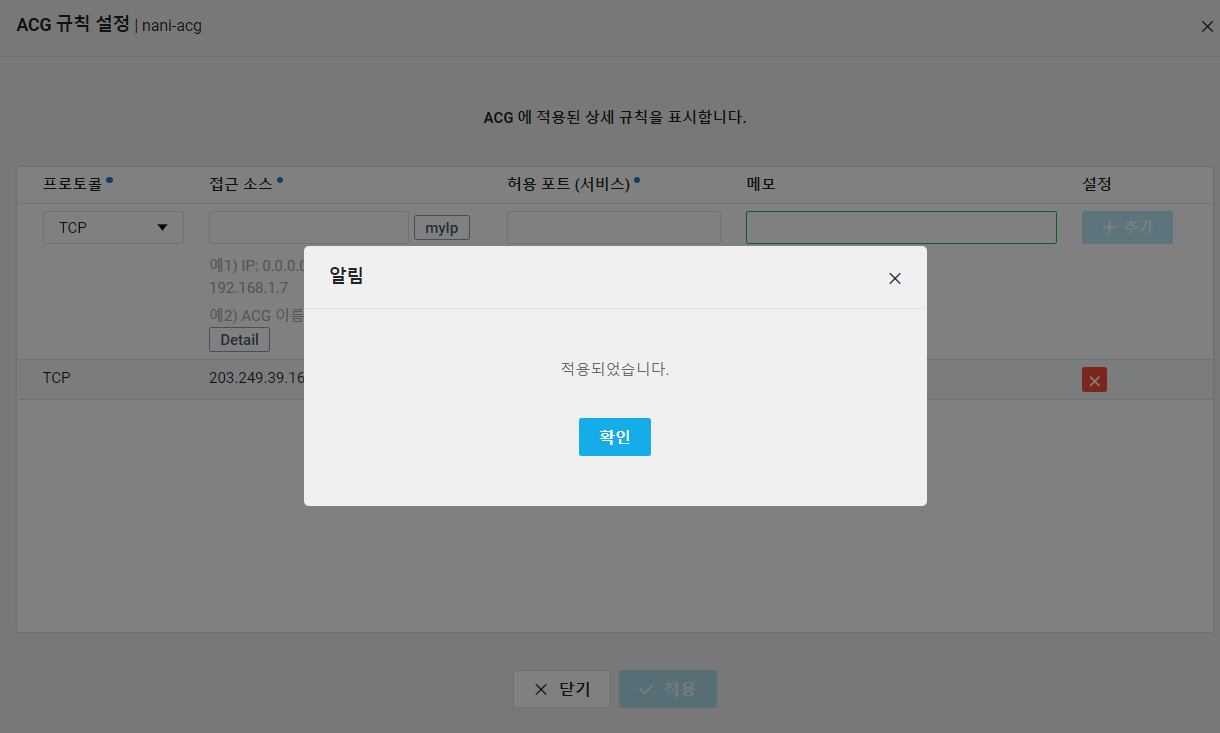 ACG 규칙 설정 | nani-acg
ACG 에 적용된 상세 규칙을 표시합니다.
프로토콜 접근 소스 허용 포트 (서비스) 메모 설정
TCP myIp 추가
예1) IP: 0.0.0.
192.168.1.7
예2) ACG 이름
Detail
TCP 203.249.39.16
알림
적용되었습니다.
확인
닫기 적용